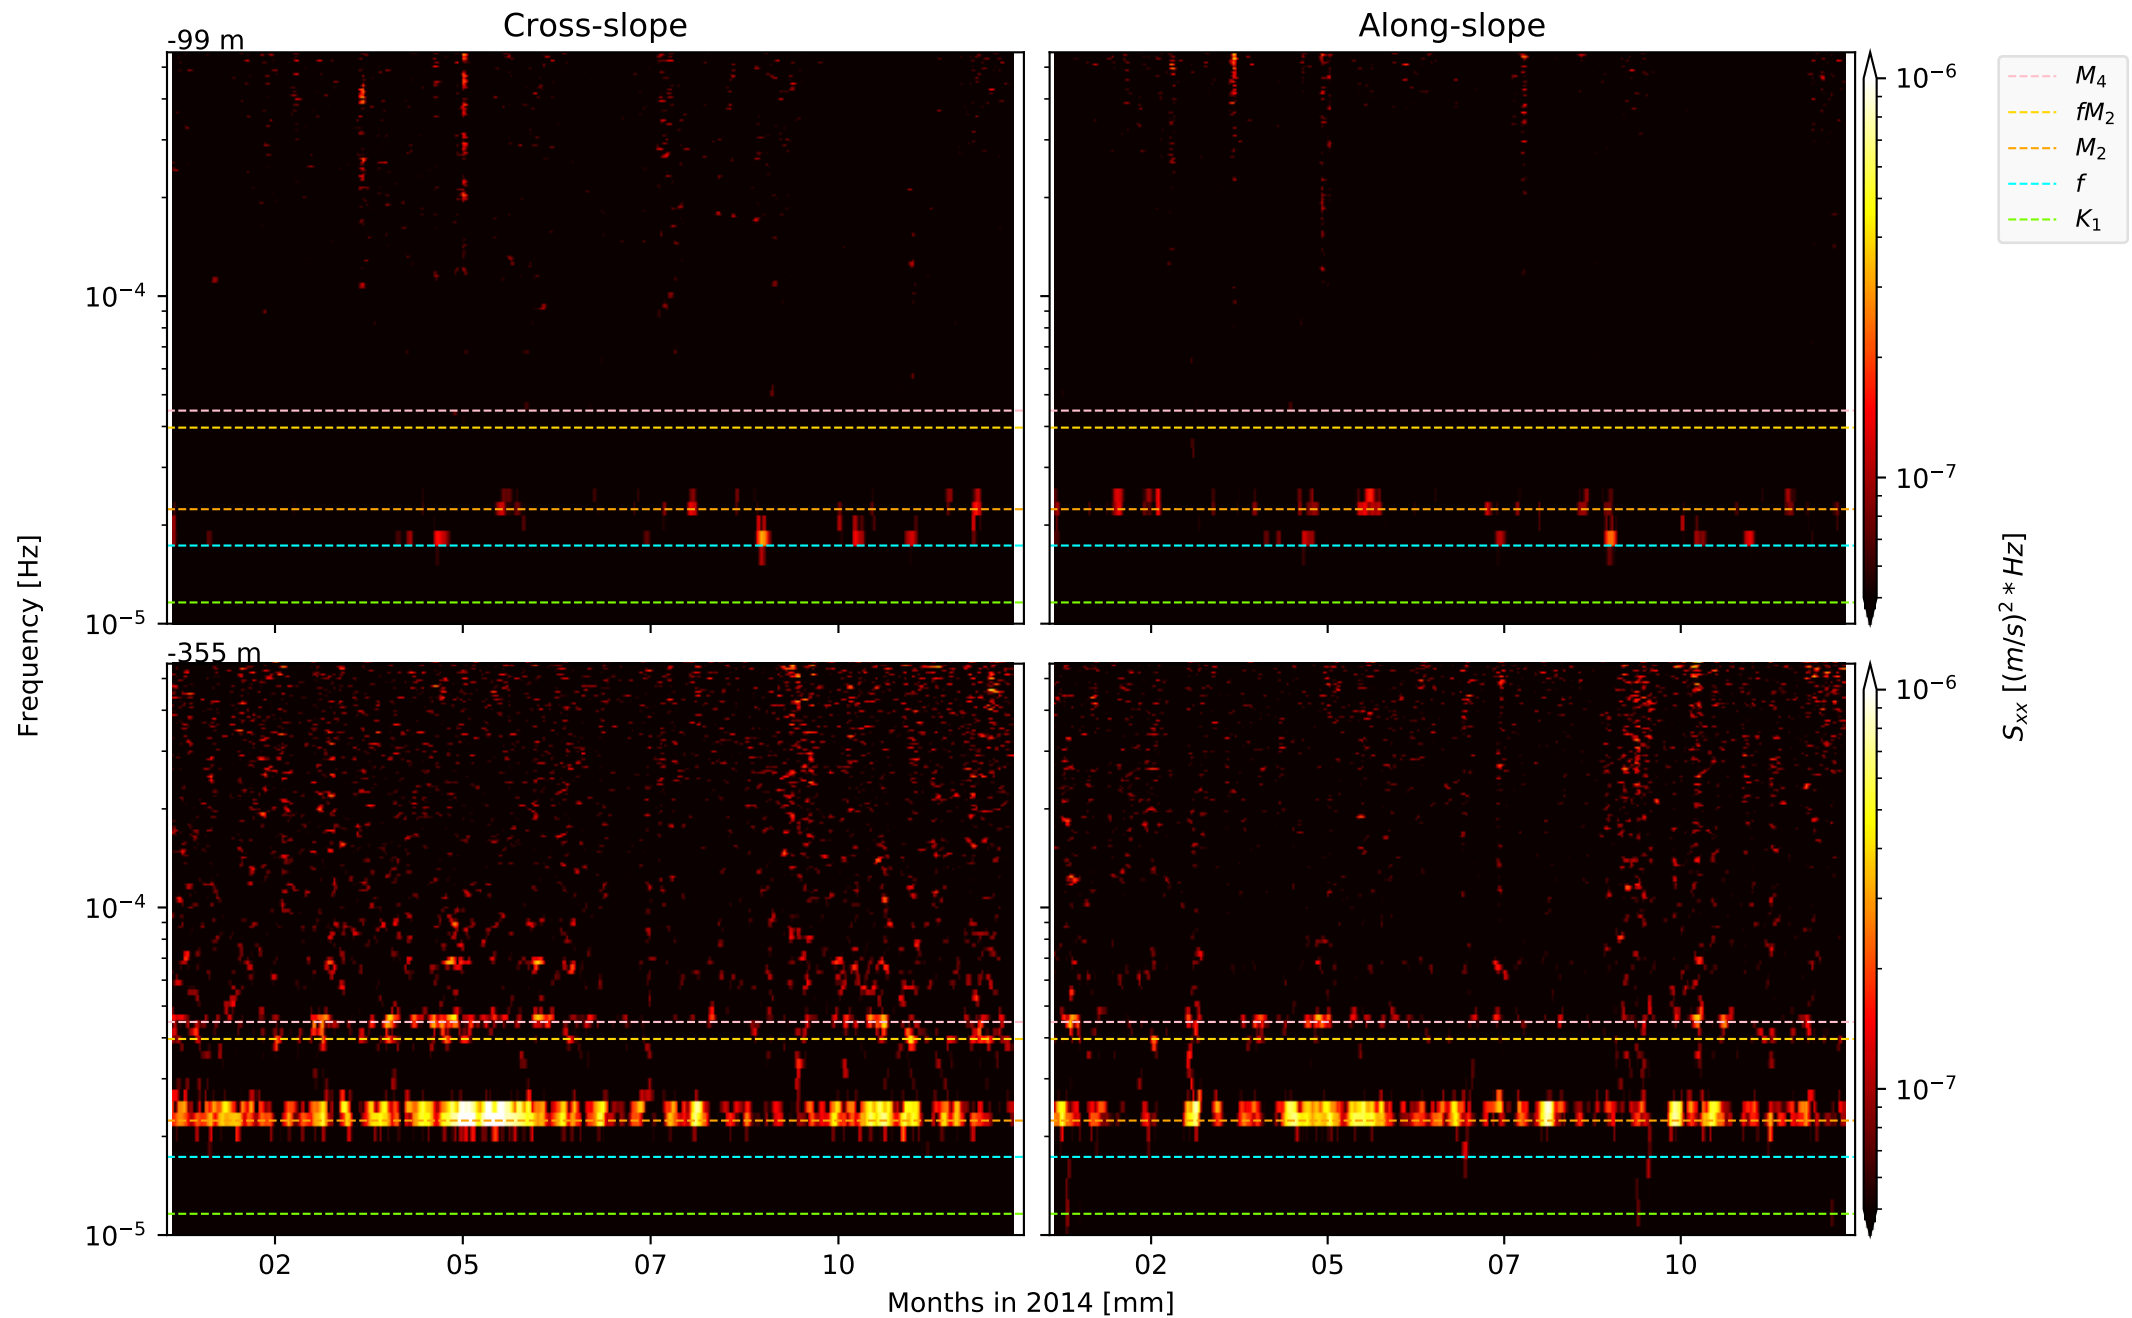 Cross-slope
Along-slope
-99 m
10⁻⁴
10⁻⁵
10⁻⁶
10⁻⁷
M₄
fM₂
M₂
f
K₁
Frequency [Hz]
Sₓₓ [(m/s)² * Hz]
-355 m
10⁻⁴
10⁻⁵
10⁻⁶
10⁻⁷
02 05 07 10
02 05 07 10
Months in 2014 [mm]